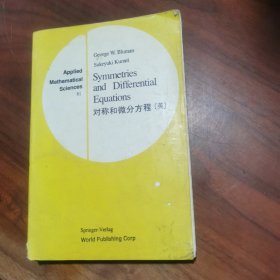 George W. Bluman
Sukeyuki Kumei
Symmetries
and Differential
Equations
对称和微分方程〔英〕
Applied
Mathematical
Sciences
81
Springer-Verlag
World Publishing Corp